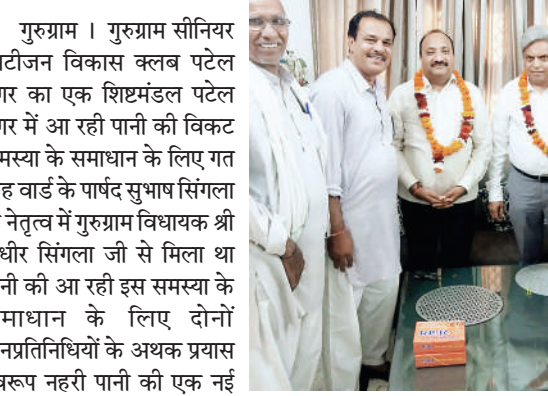 गुरुग्राम । गुरुग्राम सीनियर
टीजन विकास क्लब पटेल
गर का एक शिष्टमंडल पटेल
गर में आ रही पानी की विकट
मस्या के समाधान के लिए गत
ह वार्ड के पार्षद सुभाष सिंगला
नेतृत्व में गुरुग्राम विधायक श्री
धीर सिंगला जी से मिला था
नी की आ रही इस समस्या के
माधान के लिए दोनों
नप्रतिनिधियों के अथक प्रयास
वरूप नहरी पानी की एक नई